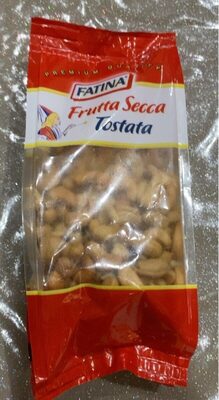 PREMIUM QUALITY
FATINA
Frutta Secca
Tostata